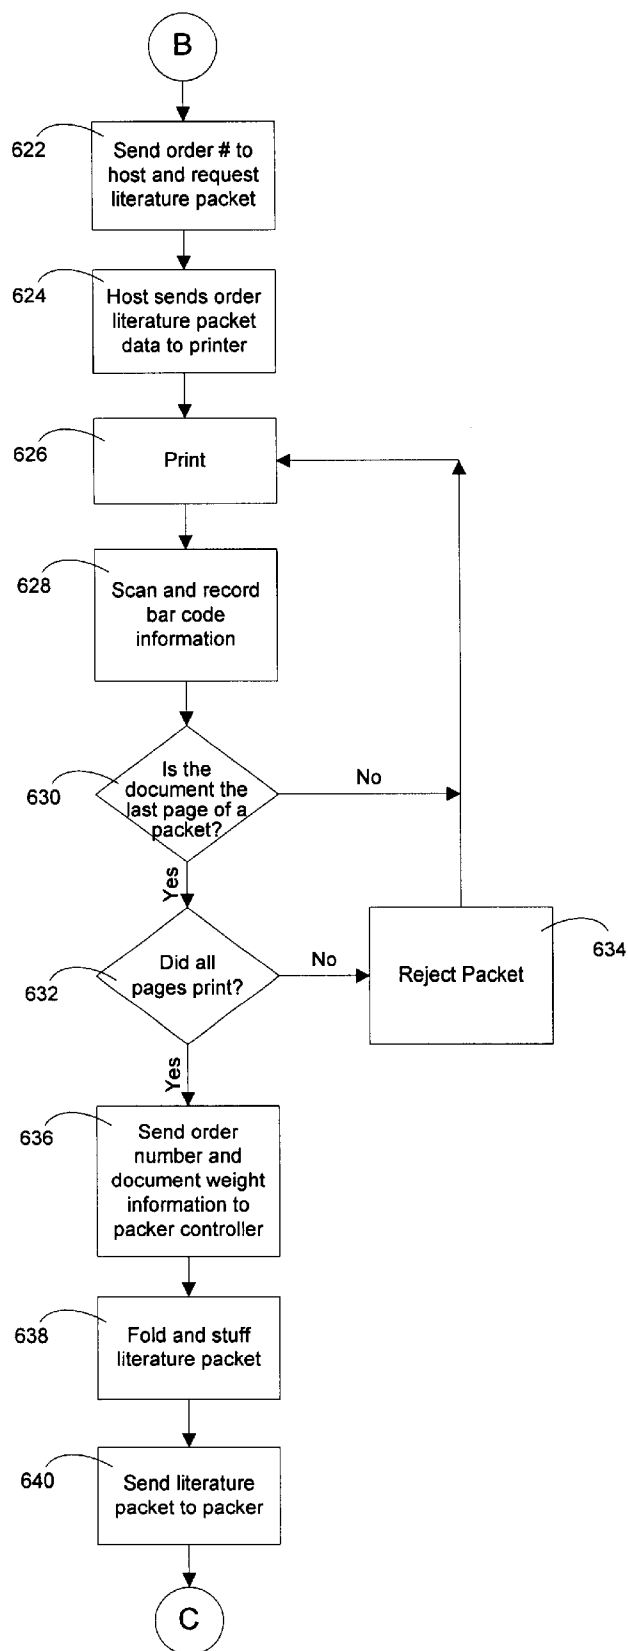 B
622
Send order # to
host and request
literature packet
624
Host sends order
literature packet
data to printer
626
Print
628
Scan and record
bar code
information
630
Is the
document the
last page of a
packet?
No
Yes
632
Did all
pages print?
No
Reject Packet
634
Yes
636
Send order
number and
document weight
information to
packer controller
638
Fold and stuff
literature packet
640
Send literature
packet to packer
C